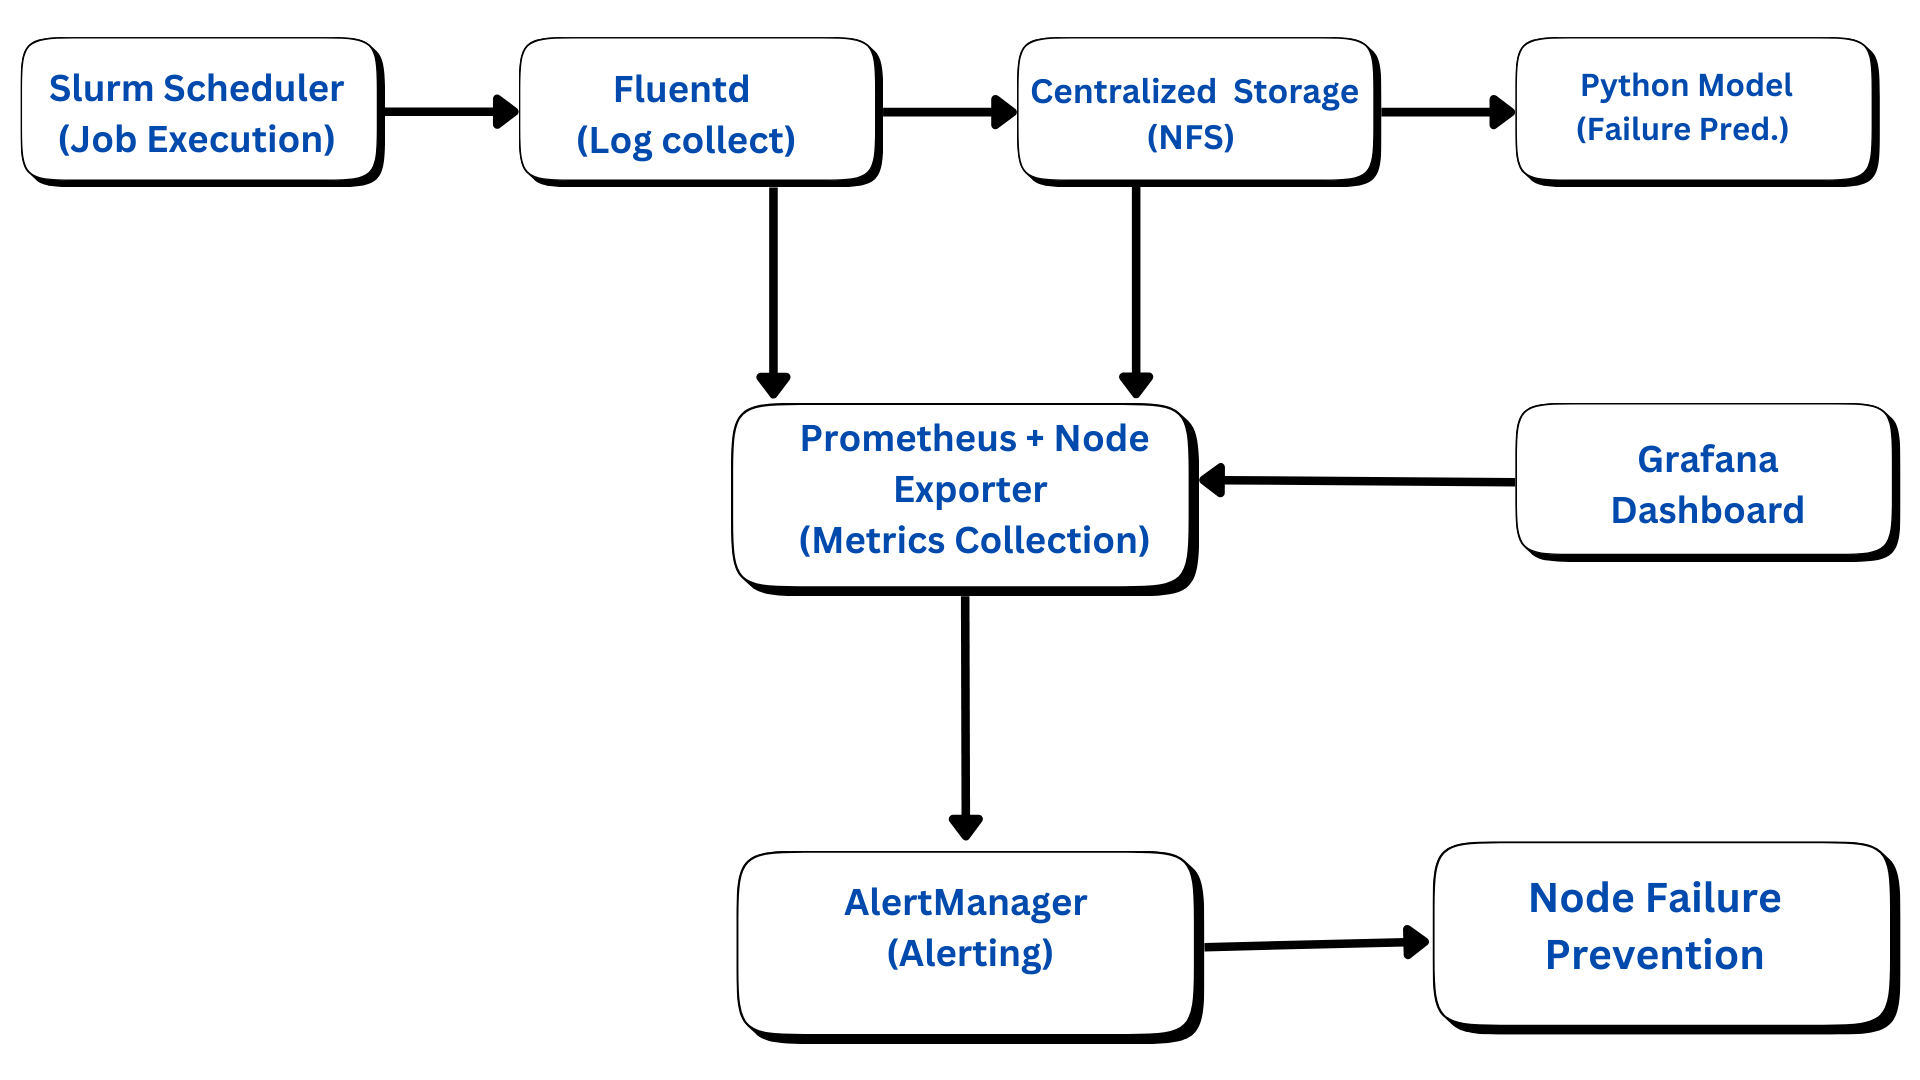 Slurm Scheduler
(Job Execution)
Fluentd
(Log collect)
Centralized  Storage
(NFS)
Python Model
(Failure Pred.)
Prometheus + Node
Exporter
(Metrics Collection)
Grafana
Dashboard
AlertManager
(Alerting)
Node Failure
Prevention